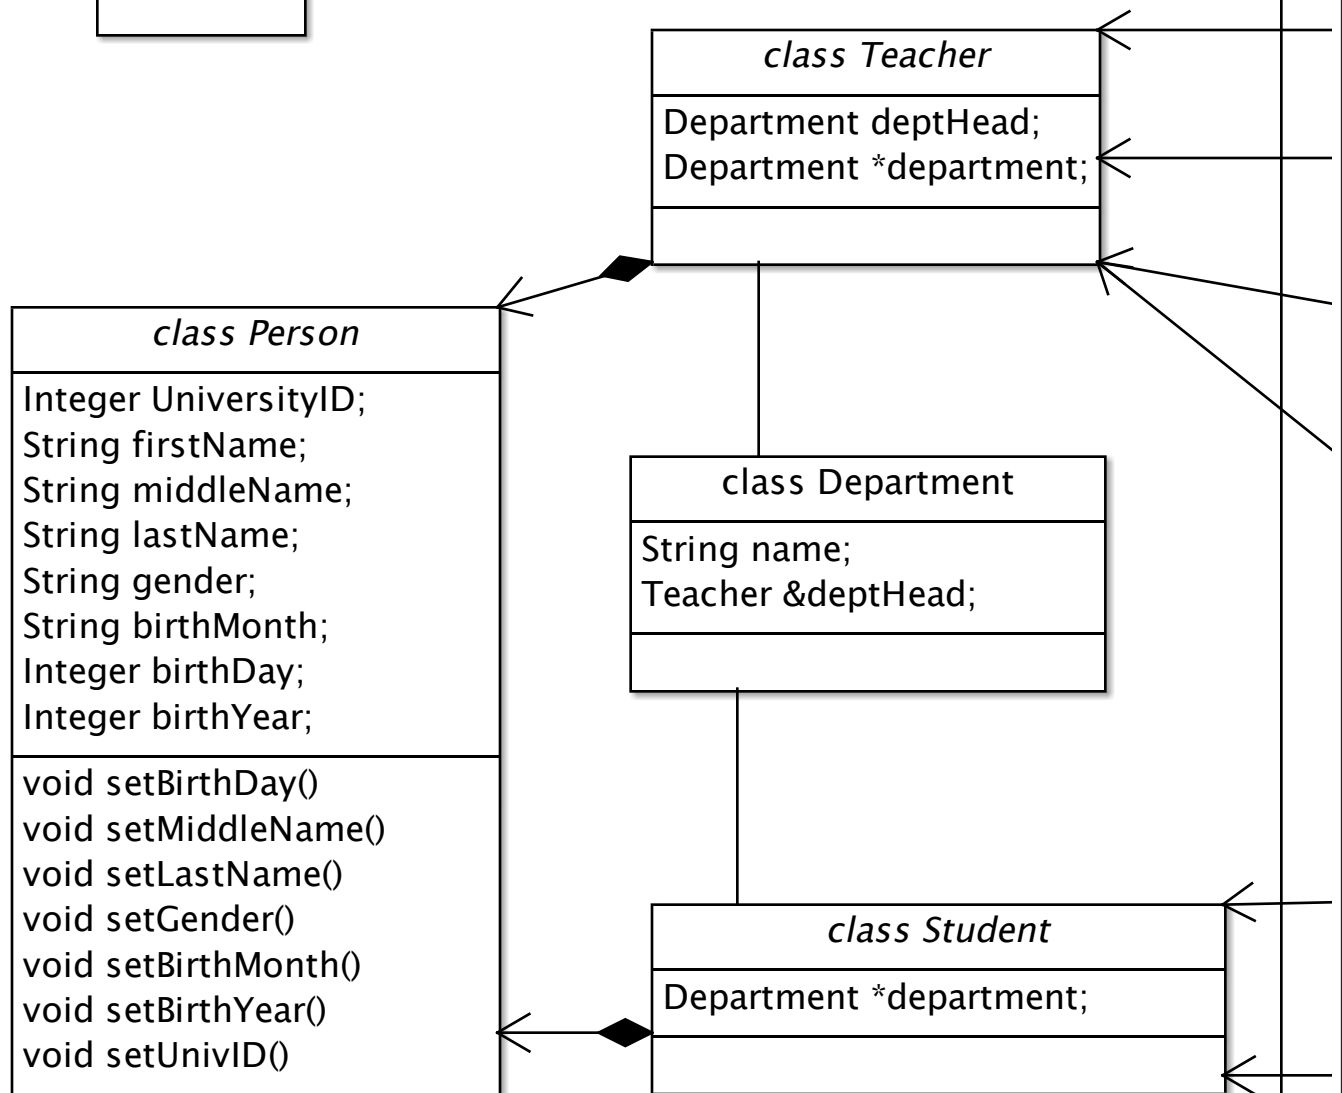 class Teacher
Department deptHead;
Department *department;
class Person
Integer UniversityID;
String firstName;
String middleName;
String lastName;
String gender;
String birthMonth;
Integer birthDay;
Integer birthYear;
void setBirthDay()
void setMiddleName()
void setLastName()
void setGender()
void setBirthMonth()
void setBirthYear()
void setUnivID()
class Department
String name;
Teacher &deptHead;
class Student
Department *department;